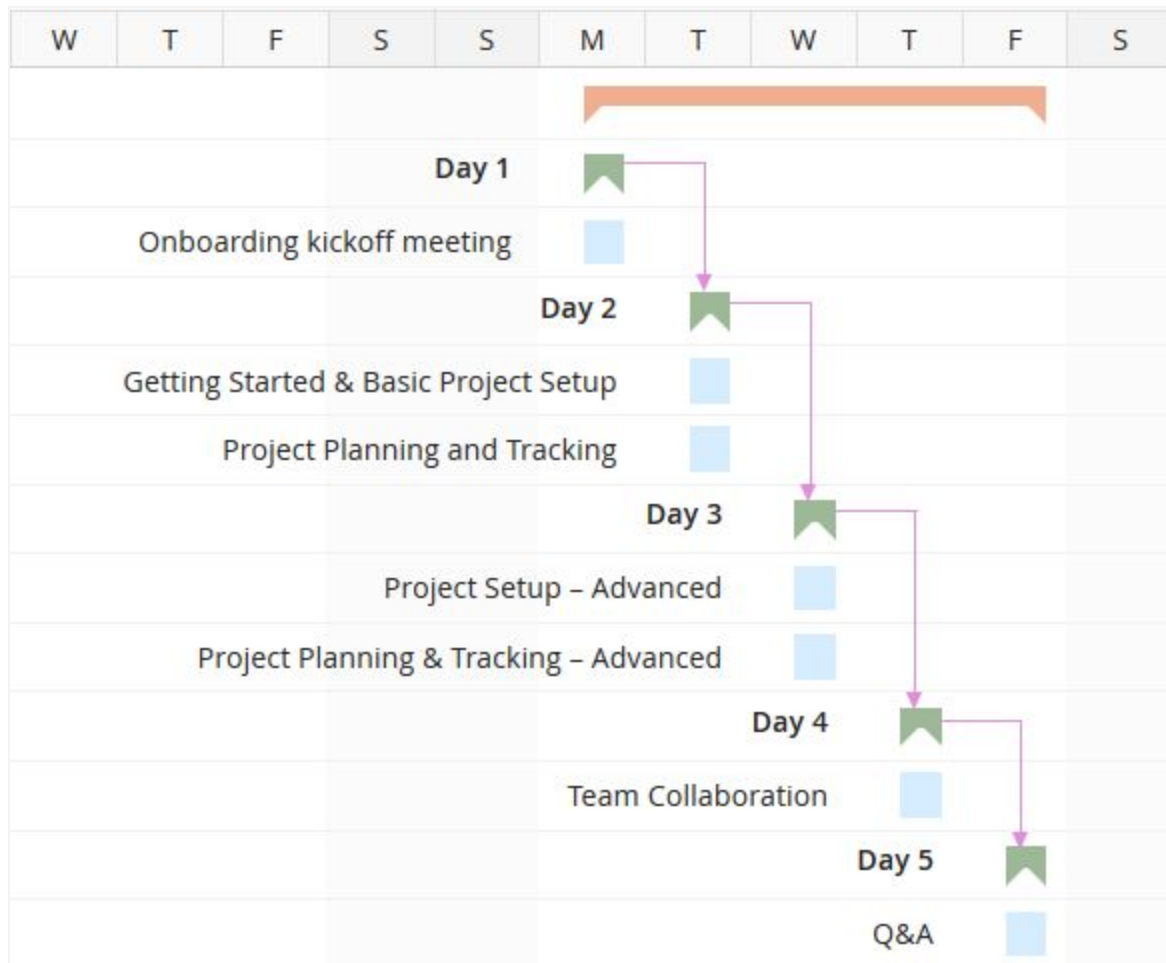 W T F S S M T W T F S
Day 1
Onboarding kickoff meeting
Day 2
Getting Started & Basic Project Setup
Project Planning and Tracking
Day 3
Project Setup – Advanced
Project Planning & Tracking – Advanced
Day 4
Team Collaboration
Day 5
Q&A